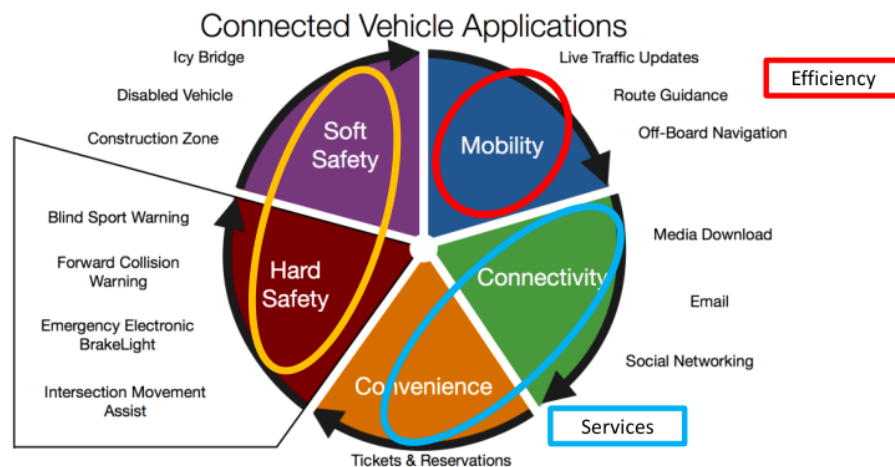 Connected Vehicle Applications
Icy Bridge
Disabled Vehicle
Construction Zone
Soft
Safety
Mobility
Live Traffic Updates
Route Guidance
Off-Board Navigation
Efficiency
Blind Sport Warning
Forward Collision
Warning
Emergency Electronic
BrakeLight
Intersection Movement
Assist
Hard
Safety
Connectivity
Media Download
Email
Social Networking
Convenience
Services
Tickets & Reservations